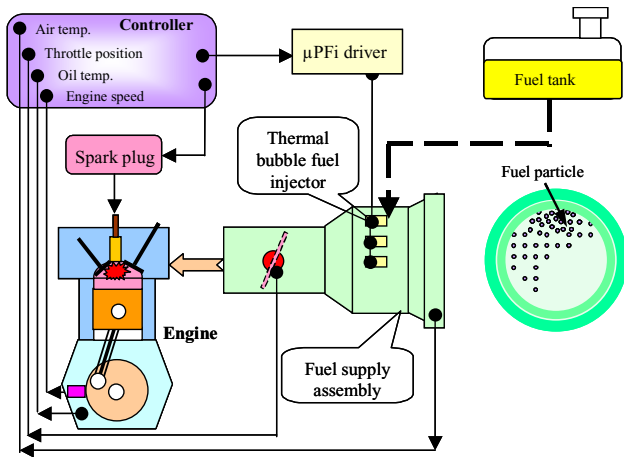 Controller
Air temp.
Throttle position
Oil temp.
Engine speed
µPFi driver
Fuel tank
Spark plug
Thermal
bubble fuel
injector
Fuel particle
Engine
Fuel supply
assembly